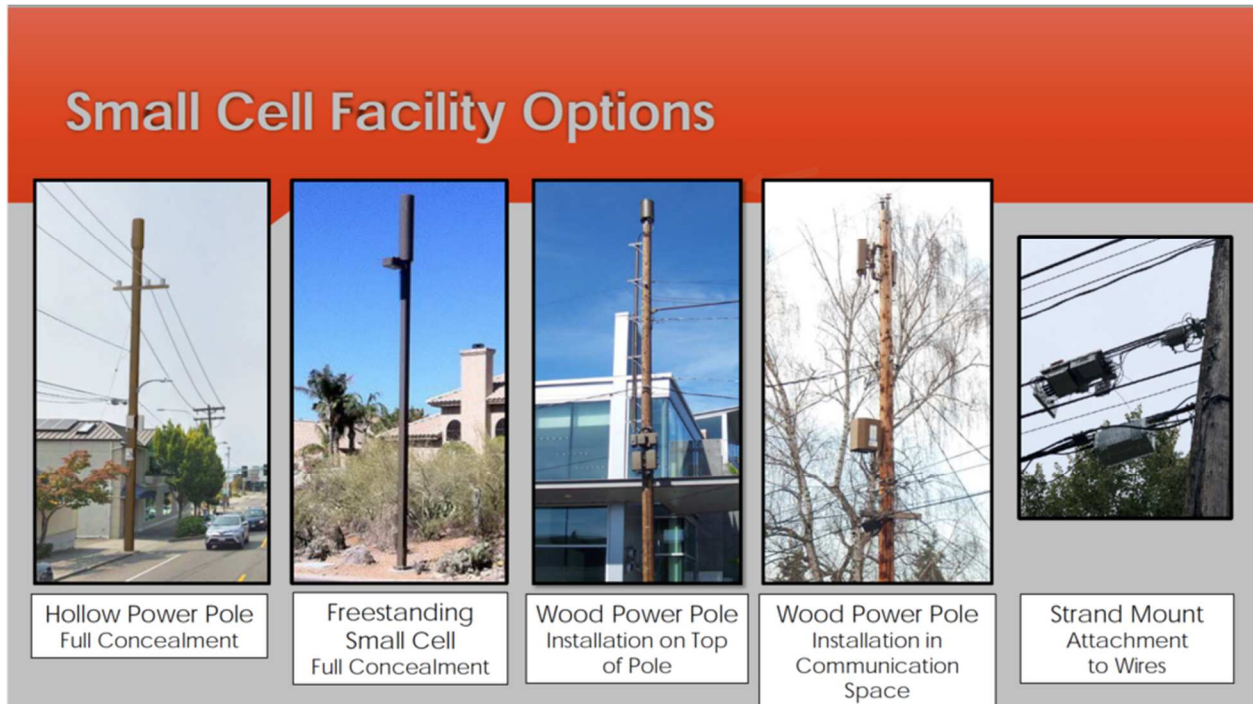 Small Cell Facility Options
Hollow Power Pole
Full Concealment
Freestanding
Small Cell
Full Concealment
Wood Power Pole
Installation on Top
of Pole
Wood Power Pole
Installation in
Communication
Space
Strand Mount
Attachment
to Wires